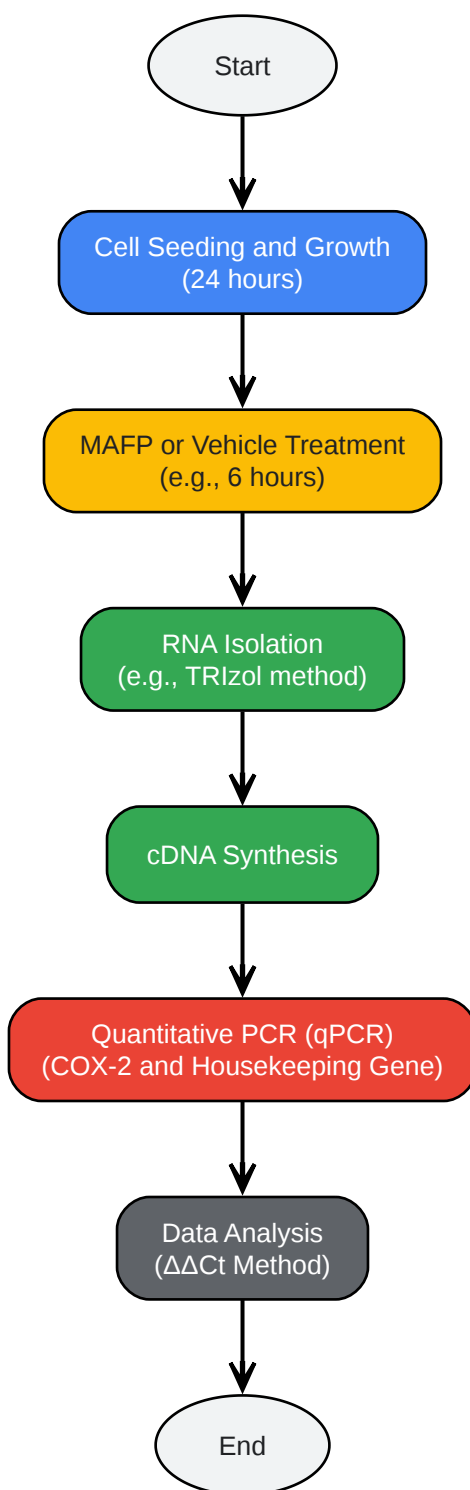 Start
Cell Seeding and Growth
(24 hours)
MAFP or Vehicle Treatment
(e.g., 6 hours)
RNA Isolation
(e.g., TRIzol method)
cDNA Synthesis
Quantitative PCR (qPCR)
(COX-2 and Housekeeping Gene)
Data Analysis
(ΔΔCt Method)
End